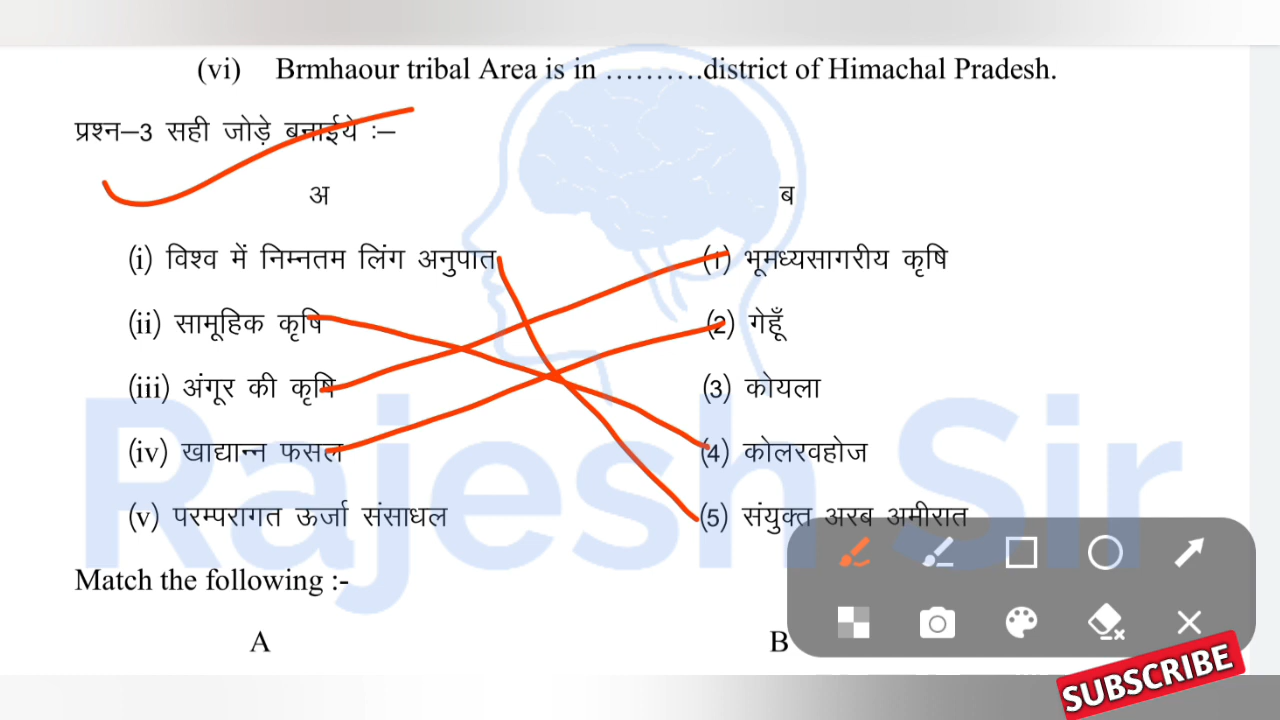 (vi) Brmhaour tribal Area is in ..........district of Himachal Pradesh.
प्रश्न–3 सही जोड़े बनाईये :–
अ ब
(i) विश्व में निम्नतम लिंग अनुपात (1) भूमध्यसागरीय कृषि
(ii) सामूहिक कृषि (2) गेहूँ
(iii) अंगूर की कृषि (3) कोयला
(iv) खाद्यान्न फसल (4) कोलरवहोज
(v) परम्परागत ऊर्जा संसाधल (5) संयुक्त अरब अमीरात
Rajesh Sir
Match the following :-
A B
SUBSCRIBE